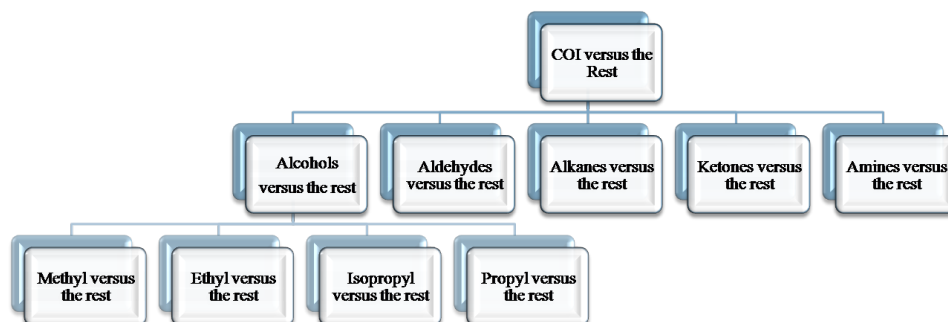 COI versus the
Rest
Alcohols
versus the rest
Aldehydes
versus the rest
Alkanes versus
the rest
Ketones versus
the rest
Amines versus
the rest
Methyl versus
the rest
Ethyl versus
the rest
Isopropyl
versus the rest
Propyl versus
the rest